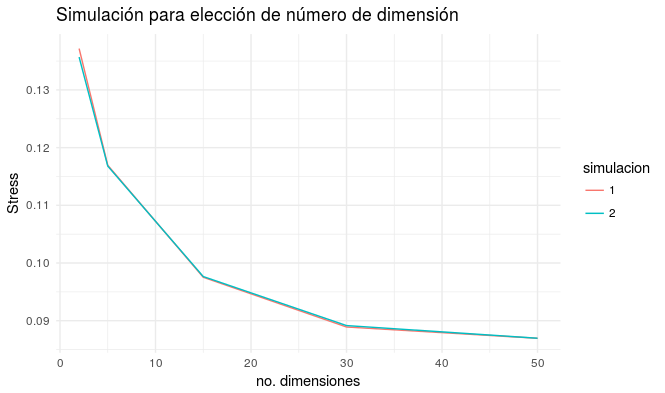 Simulación para elección de número de dimensión
0.13
0.12
0.11
0.10
0.09
Stress
0 10 20 30 40 50
no. dimensiones
simulacion
1
2